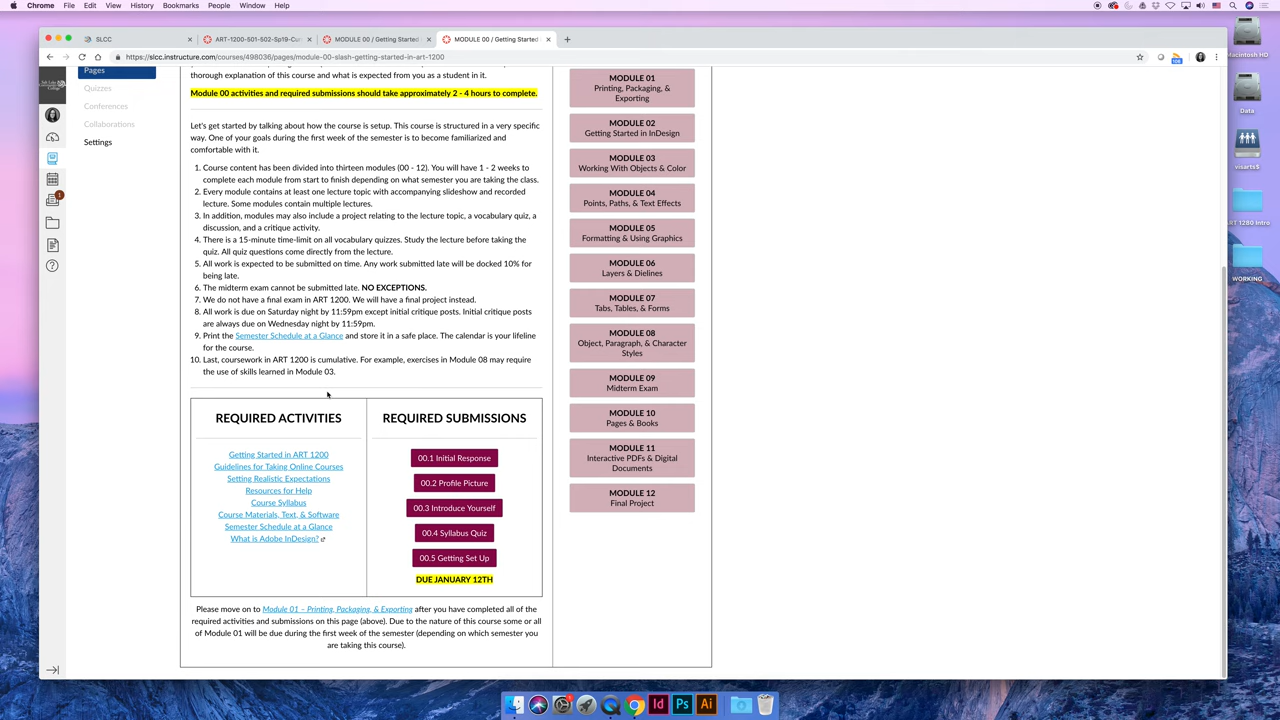 Chrome File Edit View History Bookmarks People Window Help
SLCC
ART-1200-501-502-Sp19-Cur
MODULE 00 / Getting Started
MODULE 00 / Getting Started in
https://slcc.instructure.com/courses/498036/pages/module-00-slash-getting-started-in-art-1200
Pages
Quizzes
Conferences
Collaborations
Settings
1
thorough explanation of this course and what is expected from you as a student in it.
Module 00 activities and required submissions should take approximately 2 - 4 hours to complete.
Let's get started by talking about how the course is setup. This course is structured in a very specific
way. One of your goals during the first week of the semester is to become familiarized and
comfortable with it.
1. Course content has been divided into thirteen modules (00 - 12). You will have 1 - 2 weeks to
complete each module from start to finish depending on what semester you are taking the class.
2. Every module contains at least one lecture topic with accompanying slideshow and recorded
lecture. Some modules contain multiple lectures.
3. In addition, modules may also include a project relating to the lecture topic, a vocabulary quiz, a
discussion, and a critique activity.
4. There is a 15-minute time-limit on all vocabulary quizzes. Study the lecture before taking the
quiz. All quiz questions come directly from the lecture.
5. All work is expected to be submitted on time. Any work submitted late will be docked 10% for
being late.
6. The midterm exam cannot be submitted late. NO EXCEPTIONS.
7. We do not have a final exam in ART 1200. We will have a final project instead.
8. All work is due on Saturday night by 11:59pm except initial critique posts. Initial critique posts
are always due on Wednesday night by 11:59pm.
9. Print the Semester Schedule at a Glance and store it in a safe place. The calendar is your lifeline
for the course.
10. Last, coursework in ART 1200 is cumulative. For example, exercises in Module 08 may require
the use of skills learned in Module 03.
REQUIRED ACTIVITIES
Getting Started in ART 1200
Guidelines for Taking Online Courses
Setting Realistic Expectations
Resources for Help
Course Syllabus
Course Materials, Text, & Software
Semester Schedule at a Glance
What is Adobe InDesign?
REQUIRED SUBMISSIONS
00.1 Initial Response
00.2 Profile Picture
00.3 Introduce Yourself
00.4 Syllabus Quiz
00.5 Getting Set Up
DUE JANUARY 12TH
Please move on to Module 01 – Printing, Packaging, & Exporting after you have completed all of the
required activities and submissions on this page (above). Due to the nature of this course some or all
of Module 01 will be due during the first week of the semester (depending on which semester you
are taking this course).
MODULE 01
Printing, Packaging, &
Exporting
MODULE 02
Getting Started in InDesign
MODULE 03
Working With Objects & Color
MODULE 04
Points, Paths, & Text Effects
MODULE 05
Formatting & Using Graphics
MODULE 06
Layers & Dielines
MODULE 07
Tabs, Tables, & Forms
MODULE 08
Object, Paragraph, & Character
Styles
MODULE 09
Midterm Exam
MODULE 10
Pages & Books
MODULE 11
Interactive PDFs & Digital
Documents
MODULE 12
Final Project
Macintosh HD
Data
visarts5
ART 1280 Intro
WORKING
Id
Ps
Ai